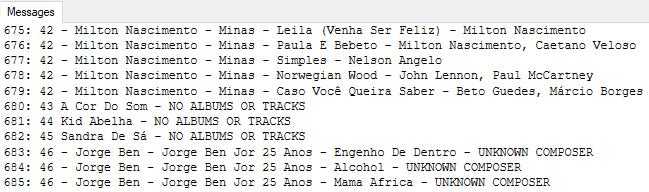 Messages
675: 42 - Milton Nascimento - Minas - Leila (Venha Ser Feliz) - Milton Nascimento
676: 42 - Milton Nascimento - Minas - Paula E Bebeto - Milton Nascimento, Caetano Veloso
677: 42 - Milton Nascimento - Minas - Simples - Nelson Angelo
678: 42 - Milton Nascimento - Minas - Norwegian Wood - John Lennon, Paul McCartney
679: 42 - Milton Nascimento - Minas - Caso Você Queira Saber - Beto Guedes, Márcio Borges
680: 43 A Cor Do Som - NO ALBUMS OR TRACKS
681: 44 Kid Abelha - NO ALBUMS OR TRACKS
682: 45 Sandra De Sá - NO ALBUMS OR TRACKS
683: 46 - Jorge Ben - Jorge Ben Jor 25 Anos - Engenho De Dentro - UNKNOWN COMPOSER
684: 46 - Jorge Ben - Jorge Ben Jor 25 Anos - Alcohol - UNKNOWN COMPOSER
685: 46 - Jorge Ben - Jorge Ben Jor 25 Anos - Mama Africa - UNKNOWN COMPOSER